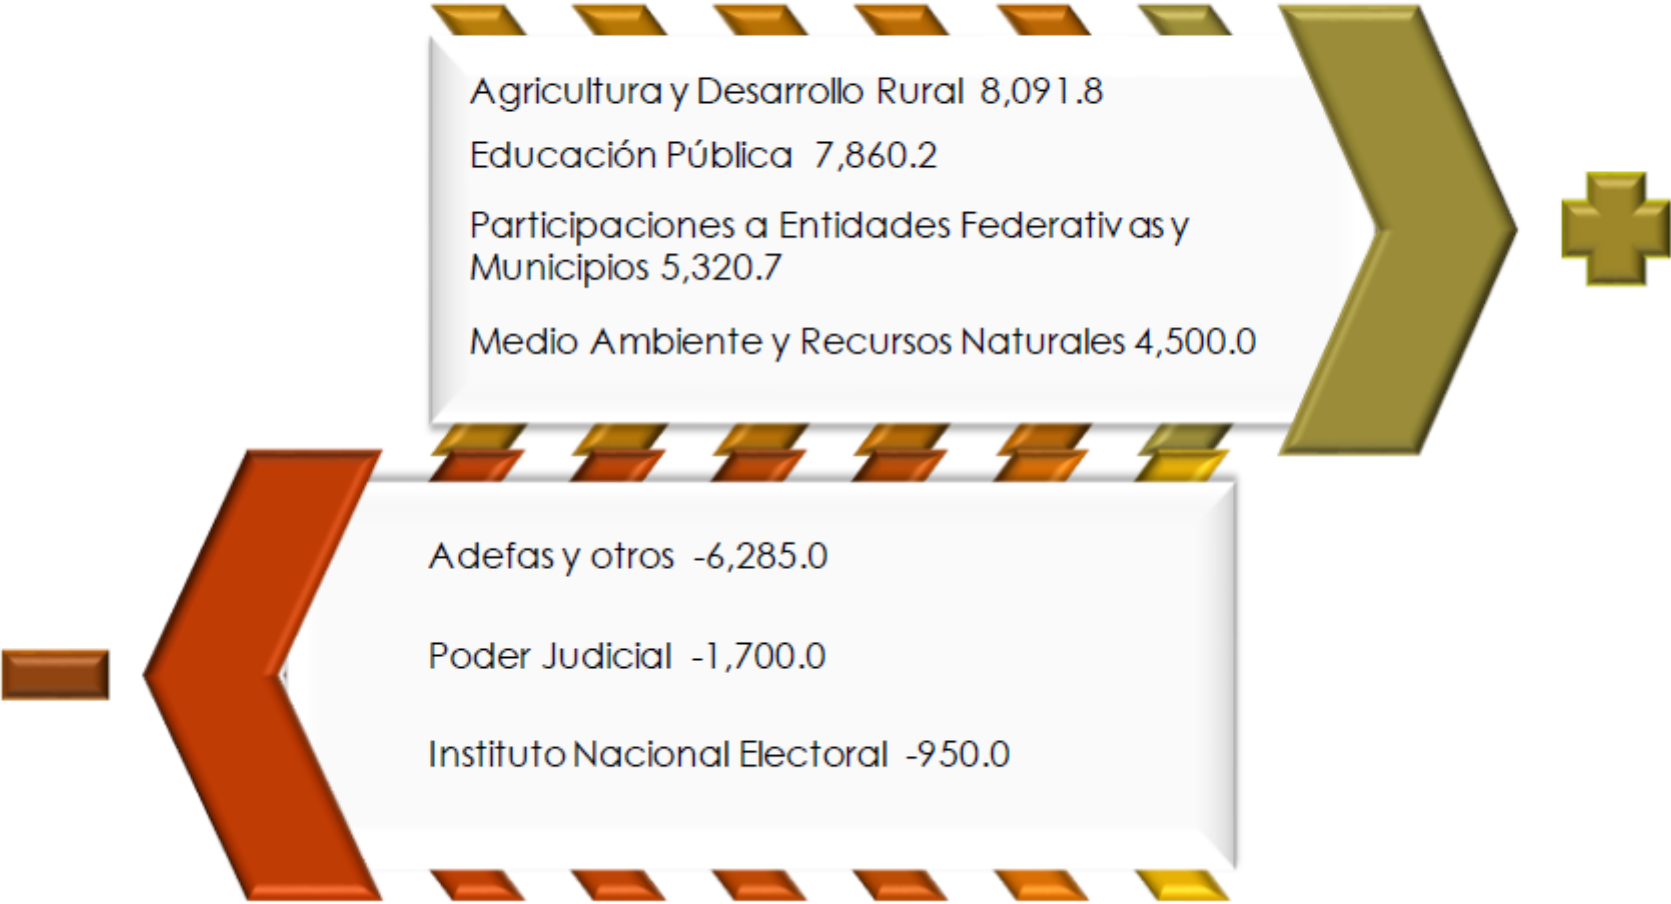 Agricultura y Desarrollo Rural 8,091.8
Educación Pública 7,860.2
Participaciones a Entidades Federativas y
Municipios 5,320.7
Medio Ambiente y Recursos Naturales 4,500.0
Adefas y otros -6,285.0
Poder Judicial -1,700.0
Instituto Nacional Electoral -950.0